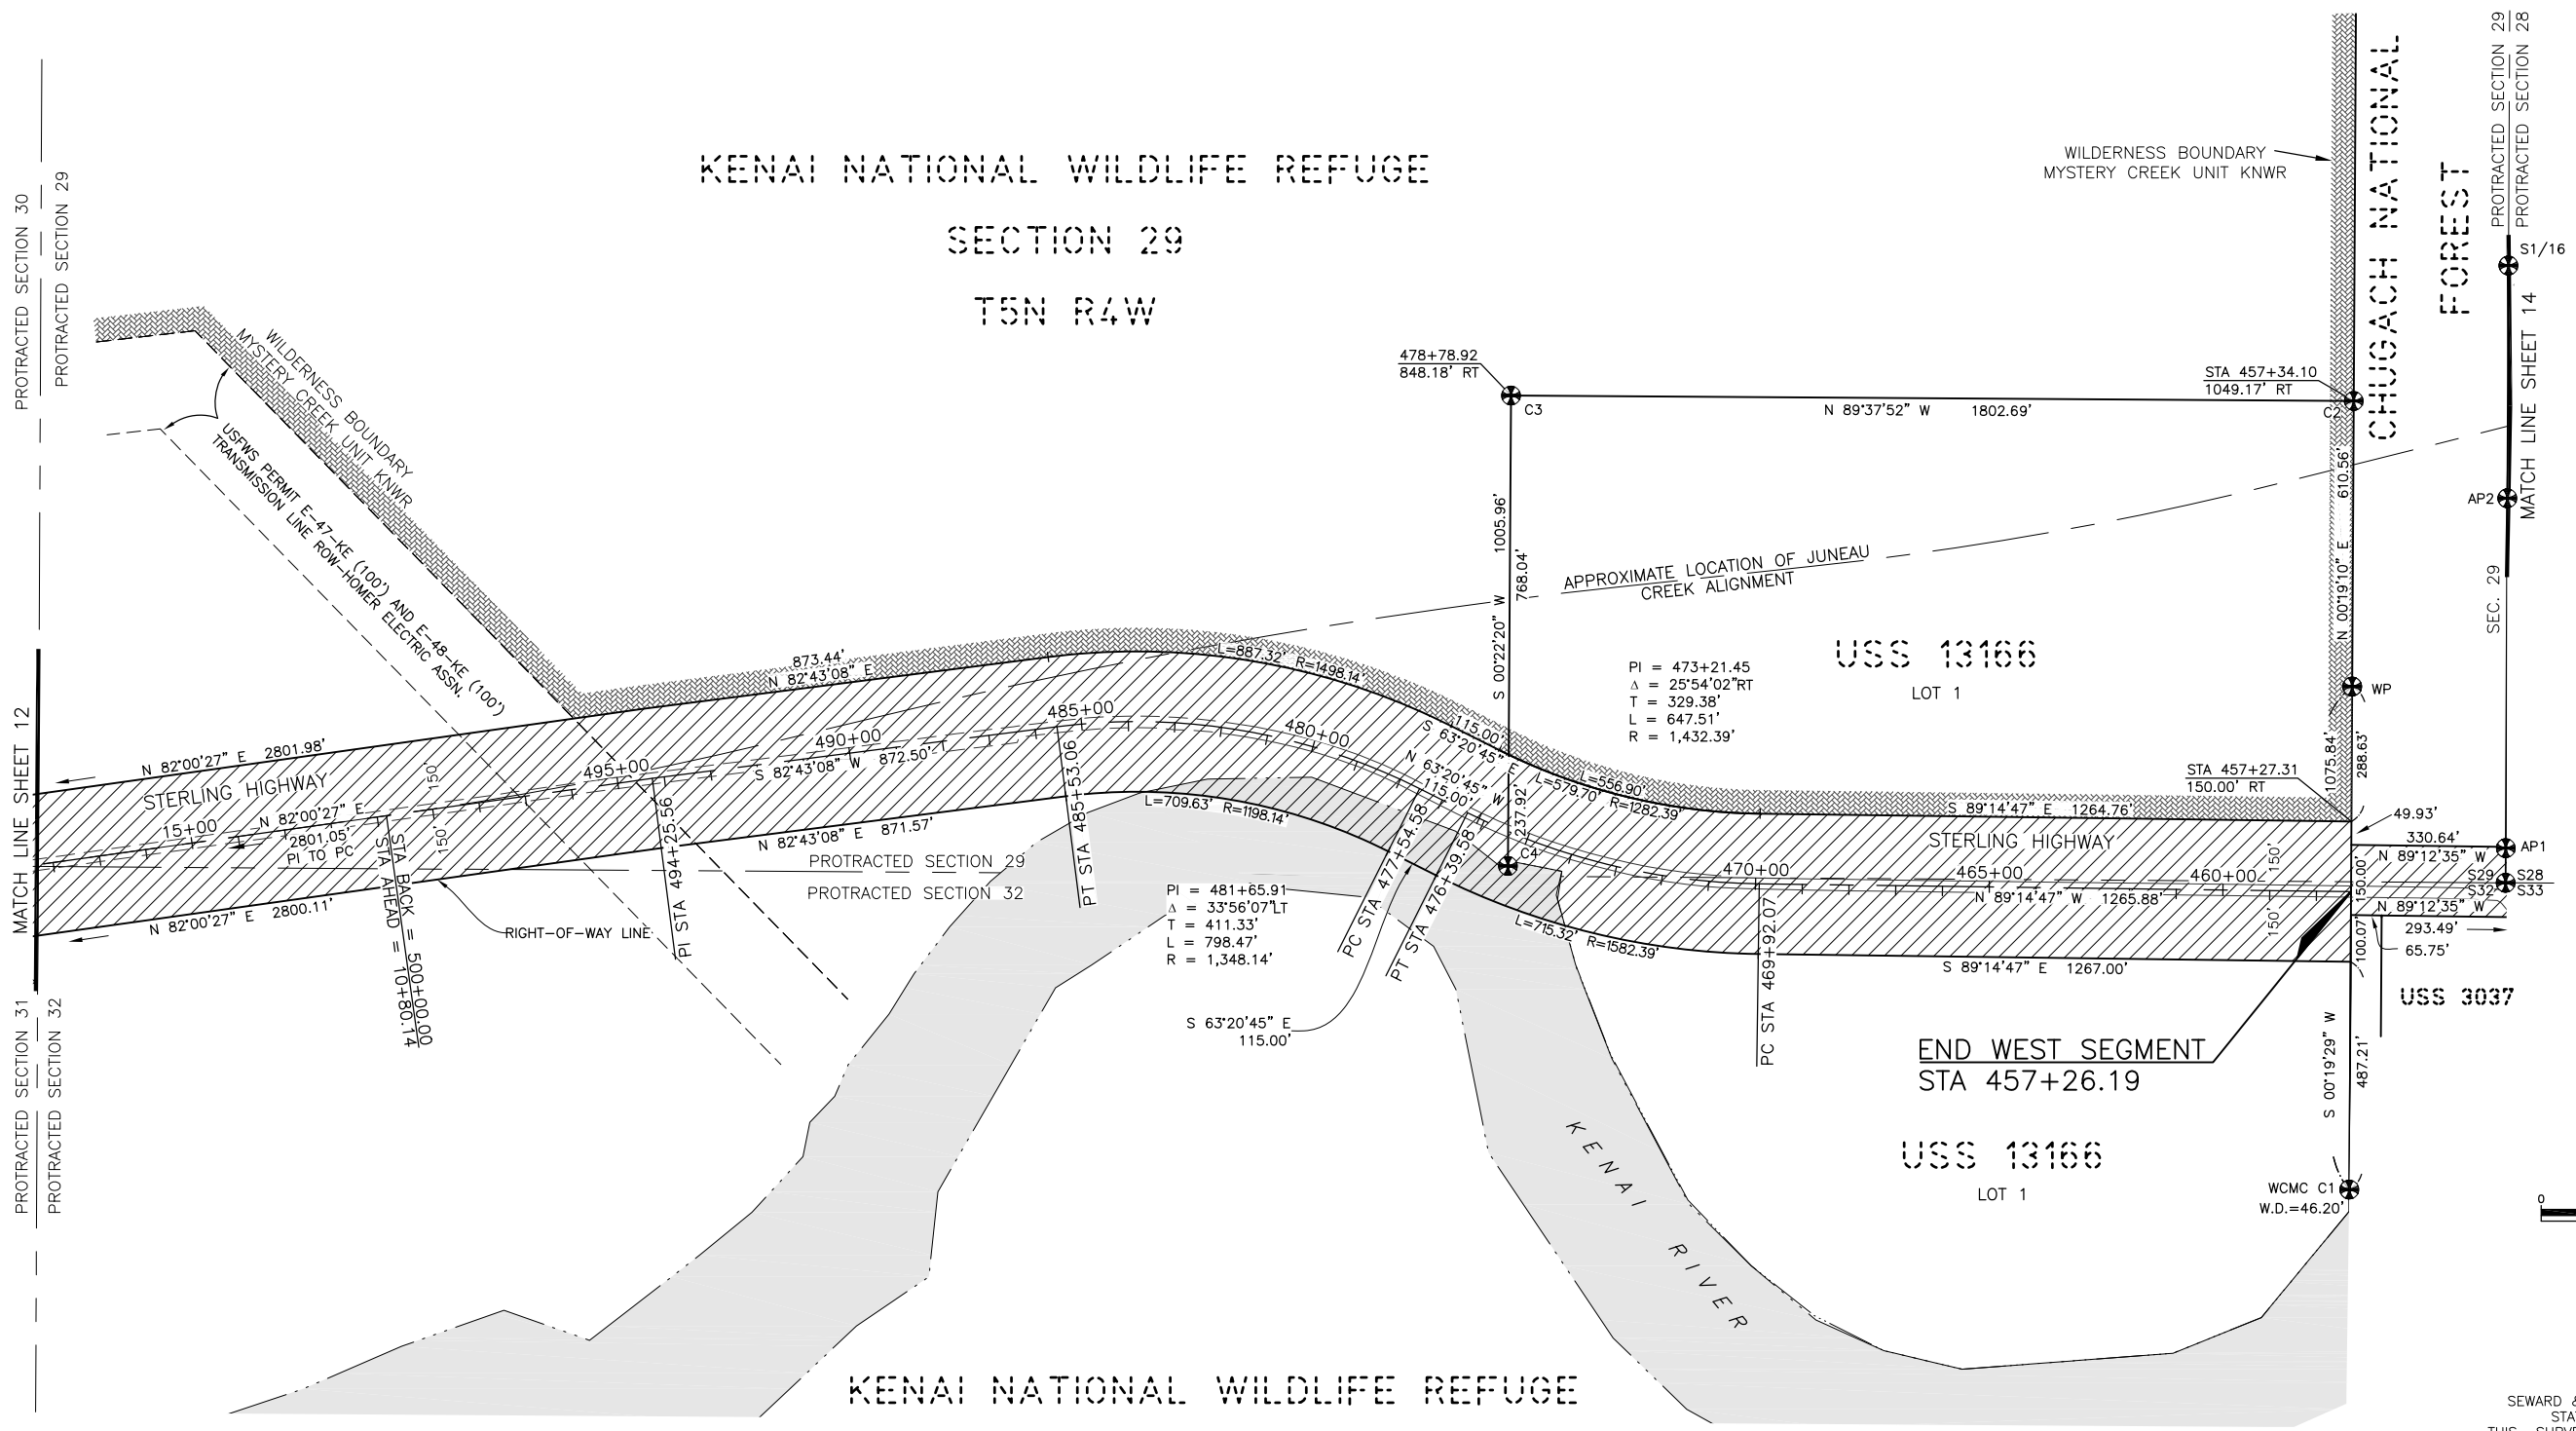 KENAI NATIONAL WILDLIFE REFUGE
SECTION 29
T5N R4W
PROTRACTED SECTION 30
PROTRACTED SECTION 29
WILDERNESS BOUNDARY
MYSTERY CREEK UNIT KNWR
CHUGACH NATIONAL
FOREST
PROTRACTED SECTION 29
PROTRACTED SECTION 28
S1/16
MATCH LINE SHEET 14
AP2
SEC. 29
WILDERNESS BOUNDARY
MYSTERY CREEK UNIT KNWR
USFWS PERMIT E-47-KE (100') AND E-48-KE (100')
TRANSMISSION LINE ROW-HOMER ELECTRIC ASSN.
478+78.92
848.18' RT
C3
N 89°37'52" W 1802.69'
STA 457+34.10
1049.17' RT
C2
S 00°22'20" W 1005.96'
768.04'
237.92'
C4
N 00°19'10" E 610.56'
1075.84'
288.63'
WP
APPROXIMATE LOCATION OF JUNEAU
CREEK ALIGNMENT
USS 13166
LOT 1
PI = 473+21.45
Δ = 25°54'02"RT
T = 329.38'
L = 647.51'
R = 1,432.39'
MATCH LINE SHEET 12
N 82°00'27" E 2801.98'
STERLING HIGHWAY
15+00
N 82°00'27" E
2801.05'
PI TO PC
150'
150'
STA BACK = 500+00.00
STA AHEAD = 10+80.14
N 82°00'27" E 2800.11'
RIGHT-OF-WAY LINE
873.44'
N 82°43'08" E
495+00
490+00
485+00
480+00
S 82°43'08" W 872.50'
PI STA 494+25.56
N 82°43'08" E 871.57'
PT STA 485+53.06
PROTRACTED SECTION 29
PROTRACTED SECTION 32
L=887.32' R=1498.14'
L=709.63' R=1198.14'
115.00'
S 63°20'45" E
N 63°20'45" W
115.00'
PC STA 477+54.58
PT STA 476+39.58
L=556.90'
L=579.70' R=1282.39'
L=715.32' R=1582.39'
PI = 481+65.91
Δ = 33°56'07"LT
T = 411.33'
L = 798.47'
R = 1,348.14'
S 63°20'45" E
115.00'
PC STA 469+92.07
470+00
465+00
460+00
S 89°14'47" E 1264.76'
STERLING HIGHWAY
N 89°14'47" W 1265.88'
150'
150'
S 89°14'47" E 1267.00'
STA 457+27.31
150.00' RT
49.93'
330.64'
N 89°12'35" W
AP1
S29 S28
S32 S33
150.00'
N 89°12'35" W
293.49'
65.75'
100.07'
USS 3037
END WEST SEGMENT
STA 457+26.19
S 00°19'29" W
487.21'
USS 13166
LOT 1
WCMC C1
W.D.=46.20'
PROTRACTED SECTION 31
PROTRACTED SECTION 32
KENAI RIVER
KENAI NATIONAL WILDLIFE REFUGE
0
SEWARD &
STA
THIS SURVE